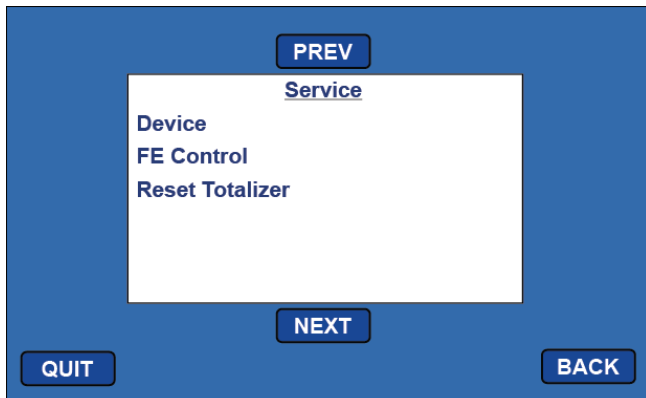 PREV
Service
Device
FE Control
Reset Totalizer
NEXT
QUIT
BACK